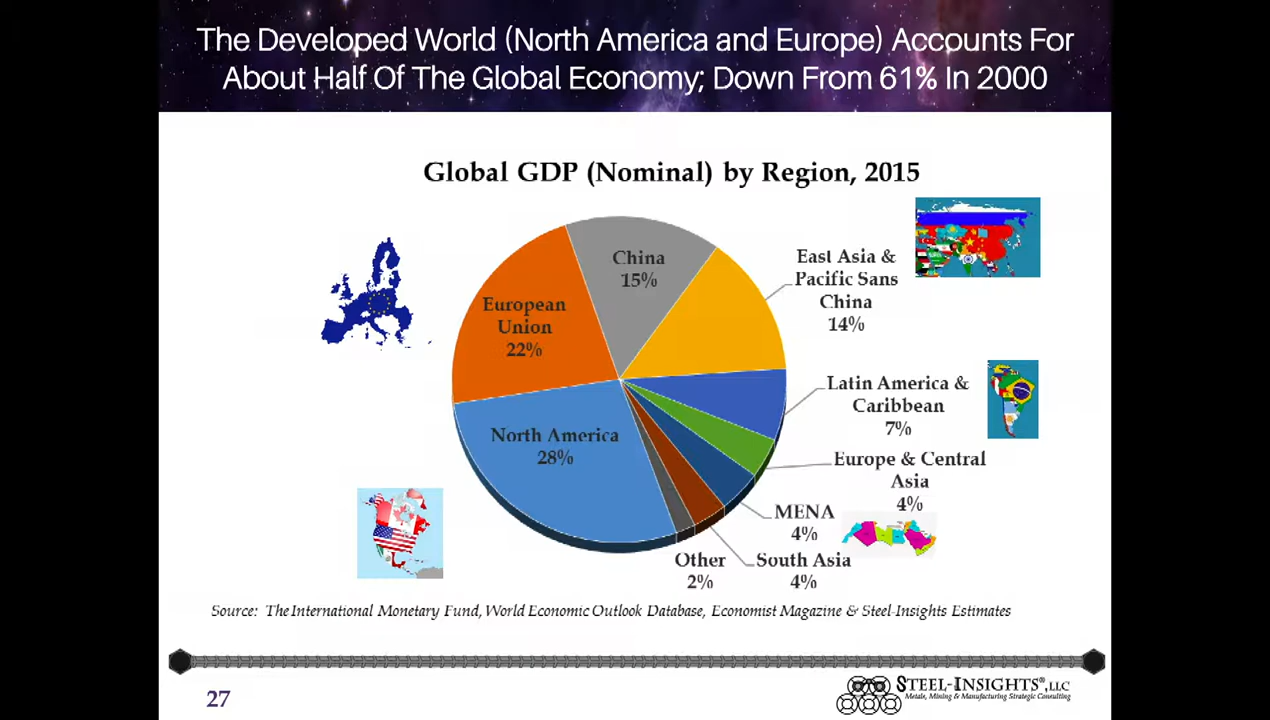 The Developed World (North America and Europe) Accounts For
About Half Of The Global Economy; Down From 61% In 2000
Global GDP (Nominal) by Region, 2015
China
15%
East Asia &
Pacific Sans
China
14%
European
Union
22%
Latin America &
Caribbean
7%
North America
28%
Europe & Central
Asia
4%
MENA
4%
Other
2%
South Asia
4%
Source: The International Monetary Fund, World Economic Outlook Database, Economist Magazine & Steel-Insights Estimates
27
STEEL-INSIGHTS®, LLC
Metals, Mining & Manufacturing Strategic Consulting